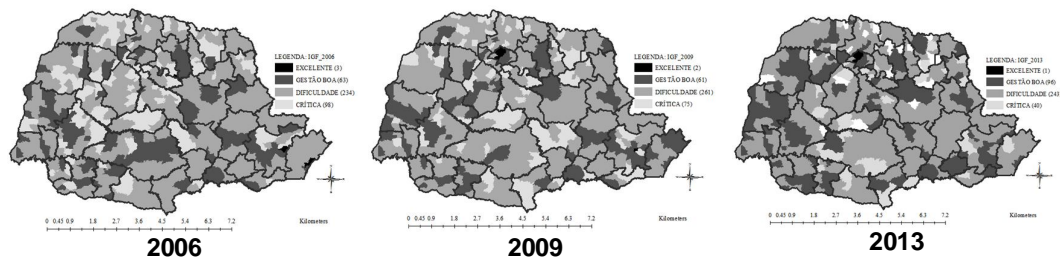 LEGENDA: IGF_2006
EXCELENTE (3)
GESTÃO BOA (63)
DIFICULDADE (234)
CRÍTICA (98)
0 0.45 0.9 1.8 2.7 3.6 4.5 5.4 6.3 7.2
Kilometers
2006
LEGENDA: IGF_2009
EXCELENTE (2)
GESTÃO BOA (61)
DIFICULDADE (261)
CRÍTICA (75)
0 0.45 0.9 1.8 2.7 3.6 4.5 5.4 6.3 7.2
Kilometers
2009
LEGENDA: IGF_2013
EXCELENTE (1)
GESTÃO BOA (96)
DIFICULDADE (243
CRÍTICA (40)
0 0.45 0.9 1.8 2.7 3.6 4.5 5.4 6.3 7.2
Kilometers
2013